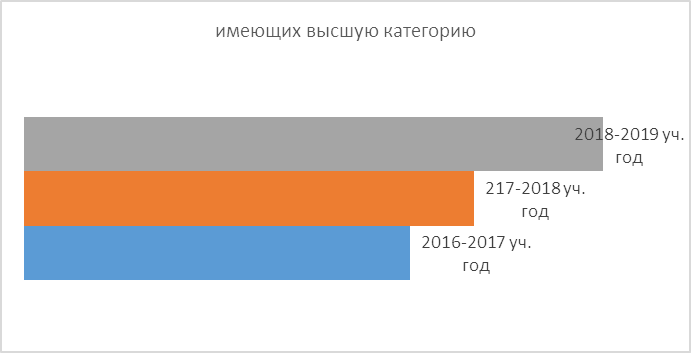 имеющих высшую категорию
2018-2019 уч.
год
217-2018 уч.
год
2016-2017 уч.
год